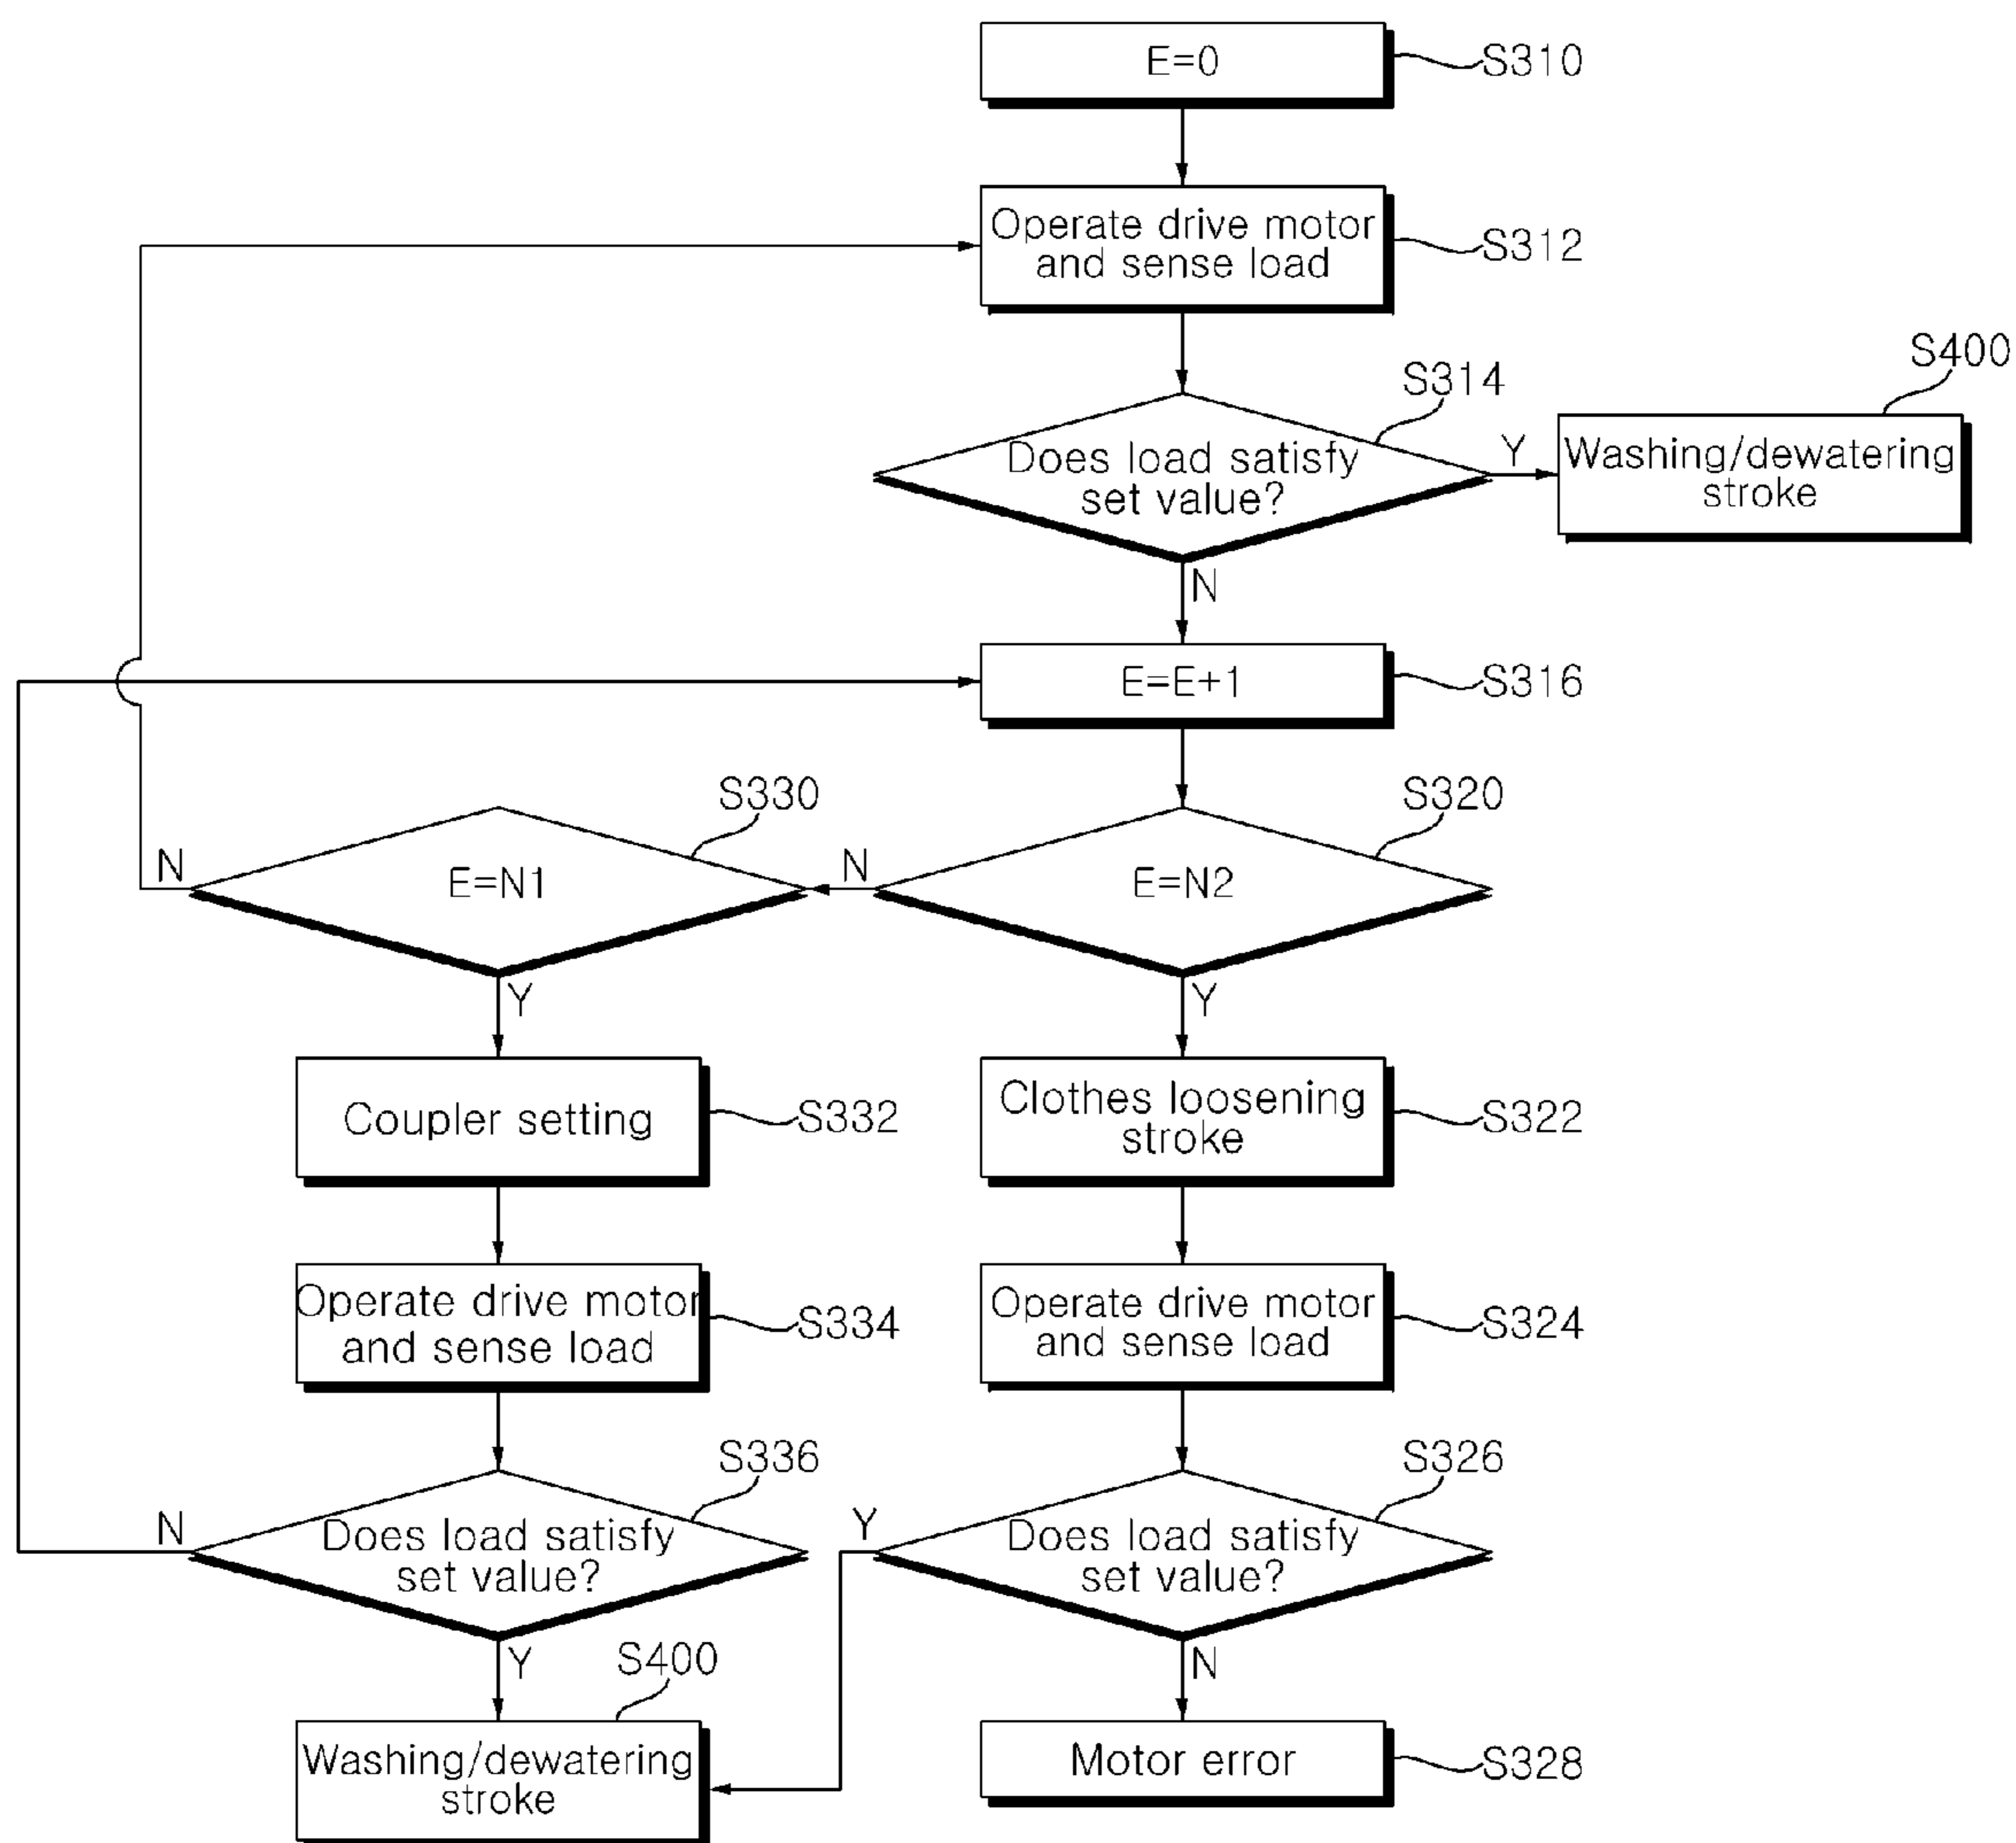 E=0
S310
Operate drive motor
and sense load
S312
S314
S400
Does load satisfy
set value?
Y
Washing/dewatering
stroke
N
E=E+1
S316
S330
S320
N
E=N1
N
E=N2
Y
Y
Coupler setting
S332
Clothes loosening
stroke
S322
Operate drive motor
and sense load
S334
Operate drive motor
and sense load
S324
S336
S326
N
Does load satisfy
set value?
Y
Does load satisfy
set value?
Y
S400
N
Washing/dewatering
stroke
Motor error
S328